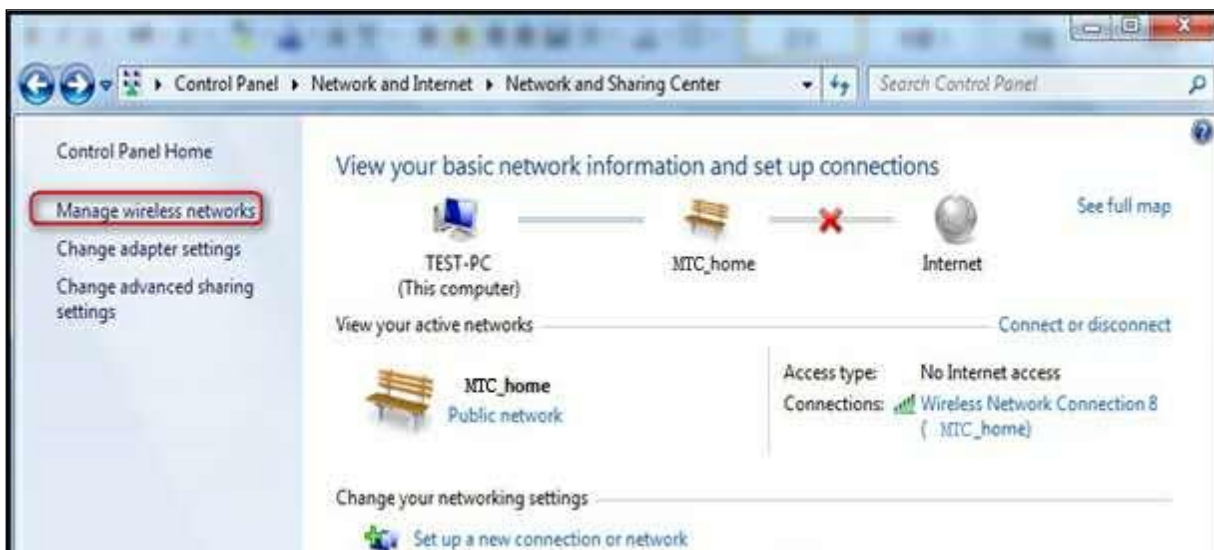 Control Panel ▸ Network and Internet ▸ Network and Sharing Center
Search Control Panel
Control Panel Home
Manage wireless networks
Change adapter settings
Change advanced sharing
settings
View your basic network information and set up connections
See full map
TEST-PC
(This computer)
MTC_home
Internet
View your active networks
Connect or disconnect
MTC_home
Public network
Access type: No Internet access
Connections: Wireless Network Connection 8
( MTC_home)
Change your networking settings
Set up a new connection or network